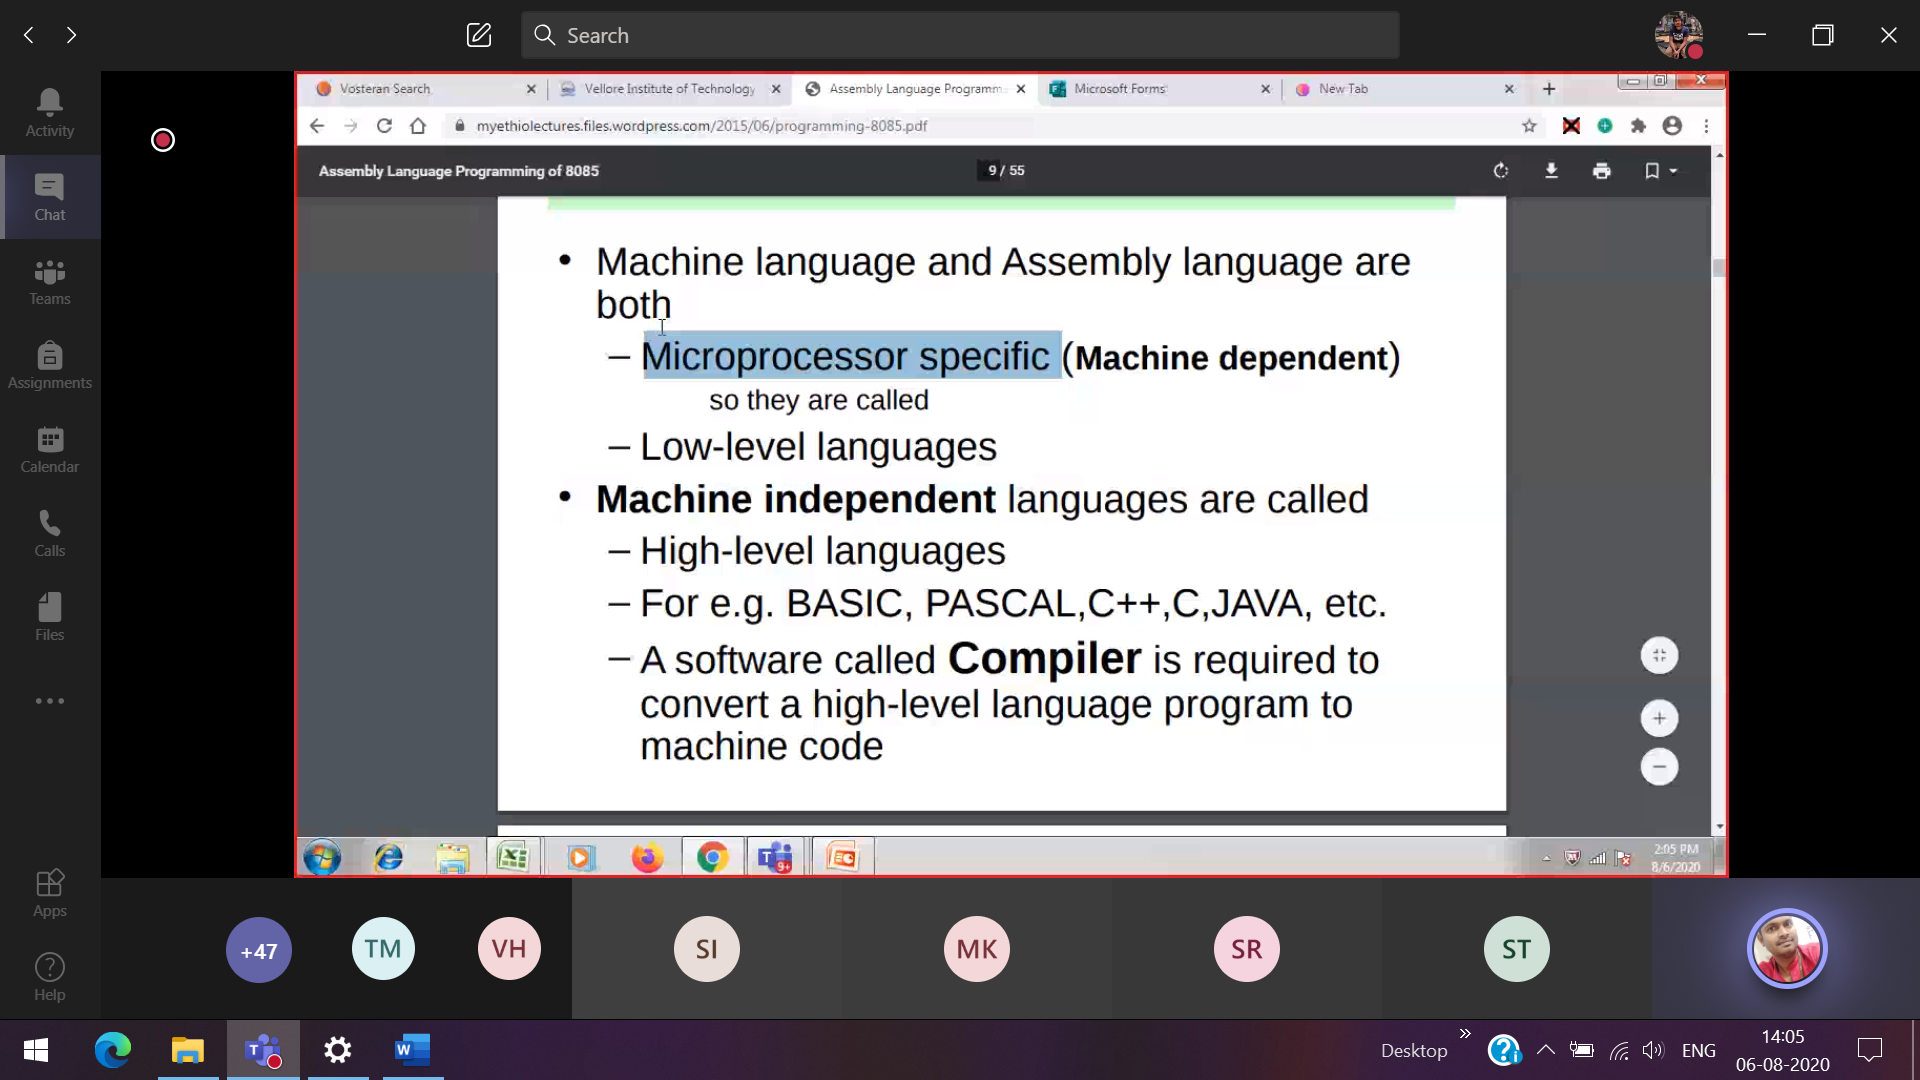 Search
Vosteran Search
Vellore Institute of Technology
Assembly Language Programm
Microsoft Forms
New Tab
myethiolectures.files.wordpress.com/2015/06/programming-8085.pdf
Assembly Language Programming of 8085
9 / 55
• Machine language and Assembly language are
both
– Microprocessor specific (Machine dependent)
so they are called
– Low-level languages
• Machine independent languages are called
– High-level languages
– For e.g. BASIC, PASCAL,C++,C,JAVA, etc.
– A software called Compiler is required to
convert a high-level language program to
machine code
2:05 PM
8/6/2020
Activity
Chat
Teams
Assignments
Calendar
Calls
Files
Apps
Help
+47
TM
VH
SI
MK
SR
ST
Desktop
ENG
14:05
06-08-2020